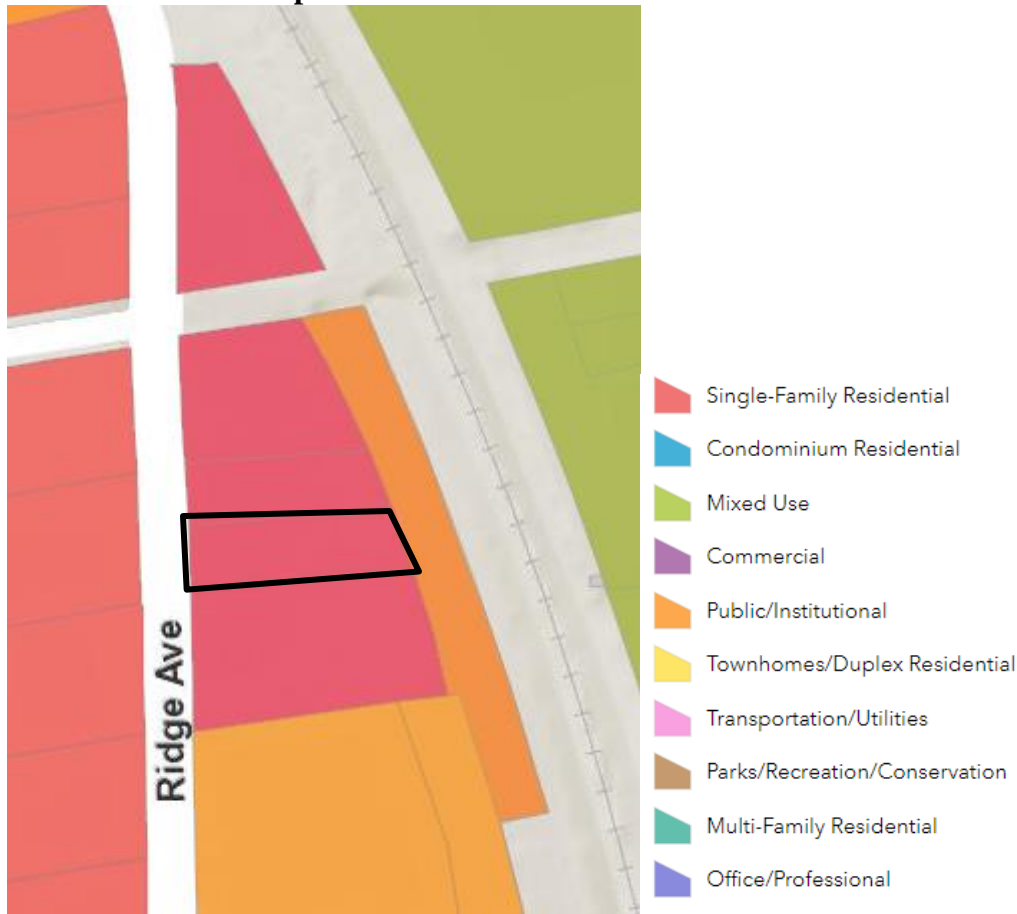 Ridge Ave
Single-Family Residential
Condominium Residential
Mixed Use
Commercial
Public/Institutional
Townhomes/Duplex Residential
Transportation/Utilities
Parks/Recreation/Conservation
Multi-Family Residential
Office/Professional